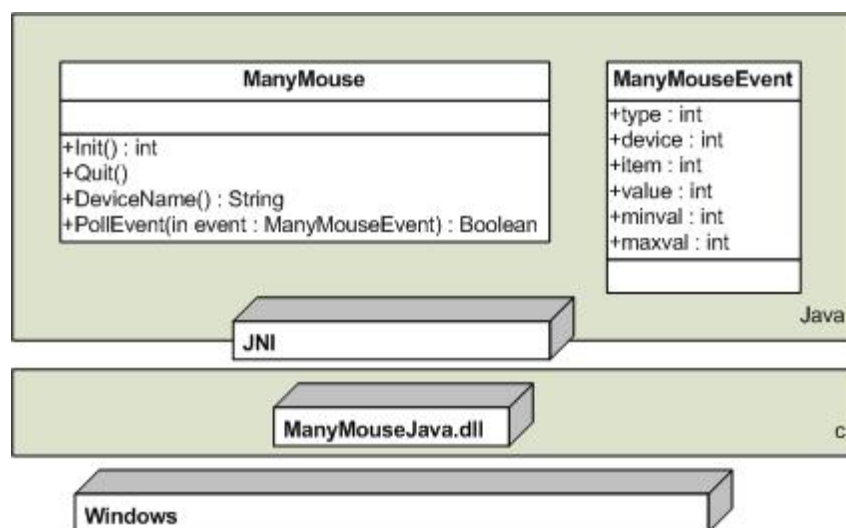 ManyMouse
+Init() : int
+Quit()
+DeviceName() : String
+PollEvent(in event : ManyMouseEvent) : Boolean
ManyMouseEvent
+type : int
+device : int
+item : int
+value : int
+minval : int
+maxval : int
Java
JNI
ManyMouseJava.dll
c
Windows